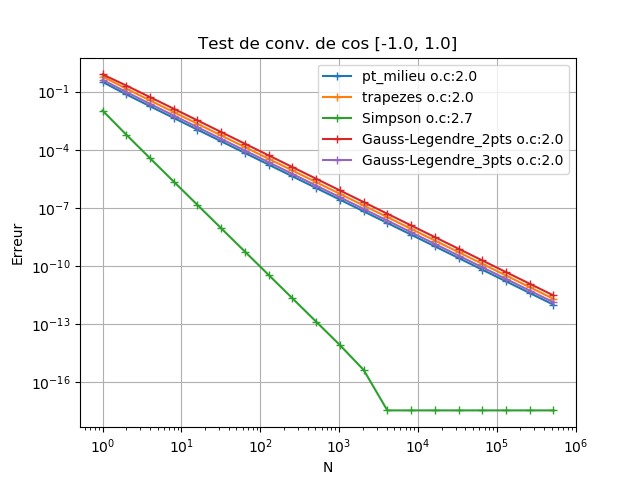 Test de conv. de cos [-1.0, 1.0]
pt_milieu o.c:2.0
trapezes o.c:2.0
Simpson o.c:2.7
Gauss-Legendre_2pts o.c:2.0
Gauss-Legendre_3pts o.c:2.0
Erreur
10⁻¹
10⁻⁴
10⁻⁷
10⁻¹⁰
10⁻¹³
10⁻¹⁶
10⁰ 10¹ 10² 10³ 10⁴ 10⁵ 10⁶
N